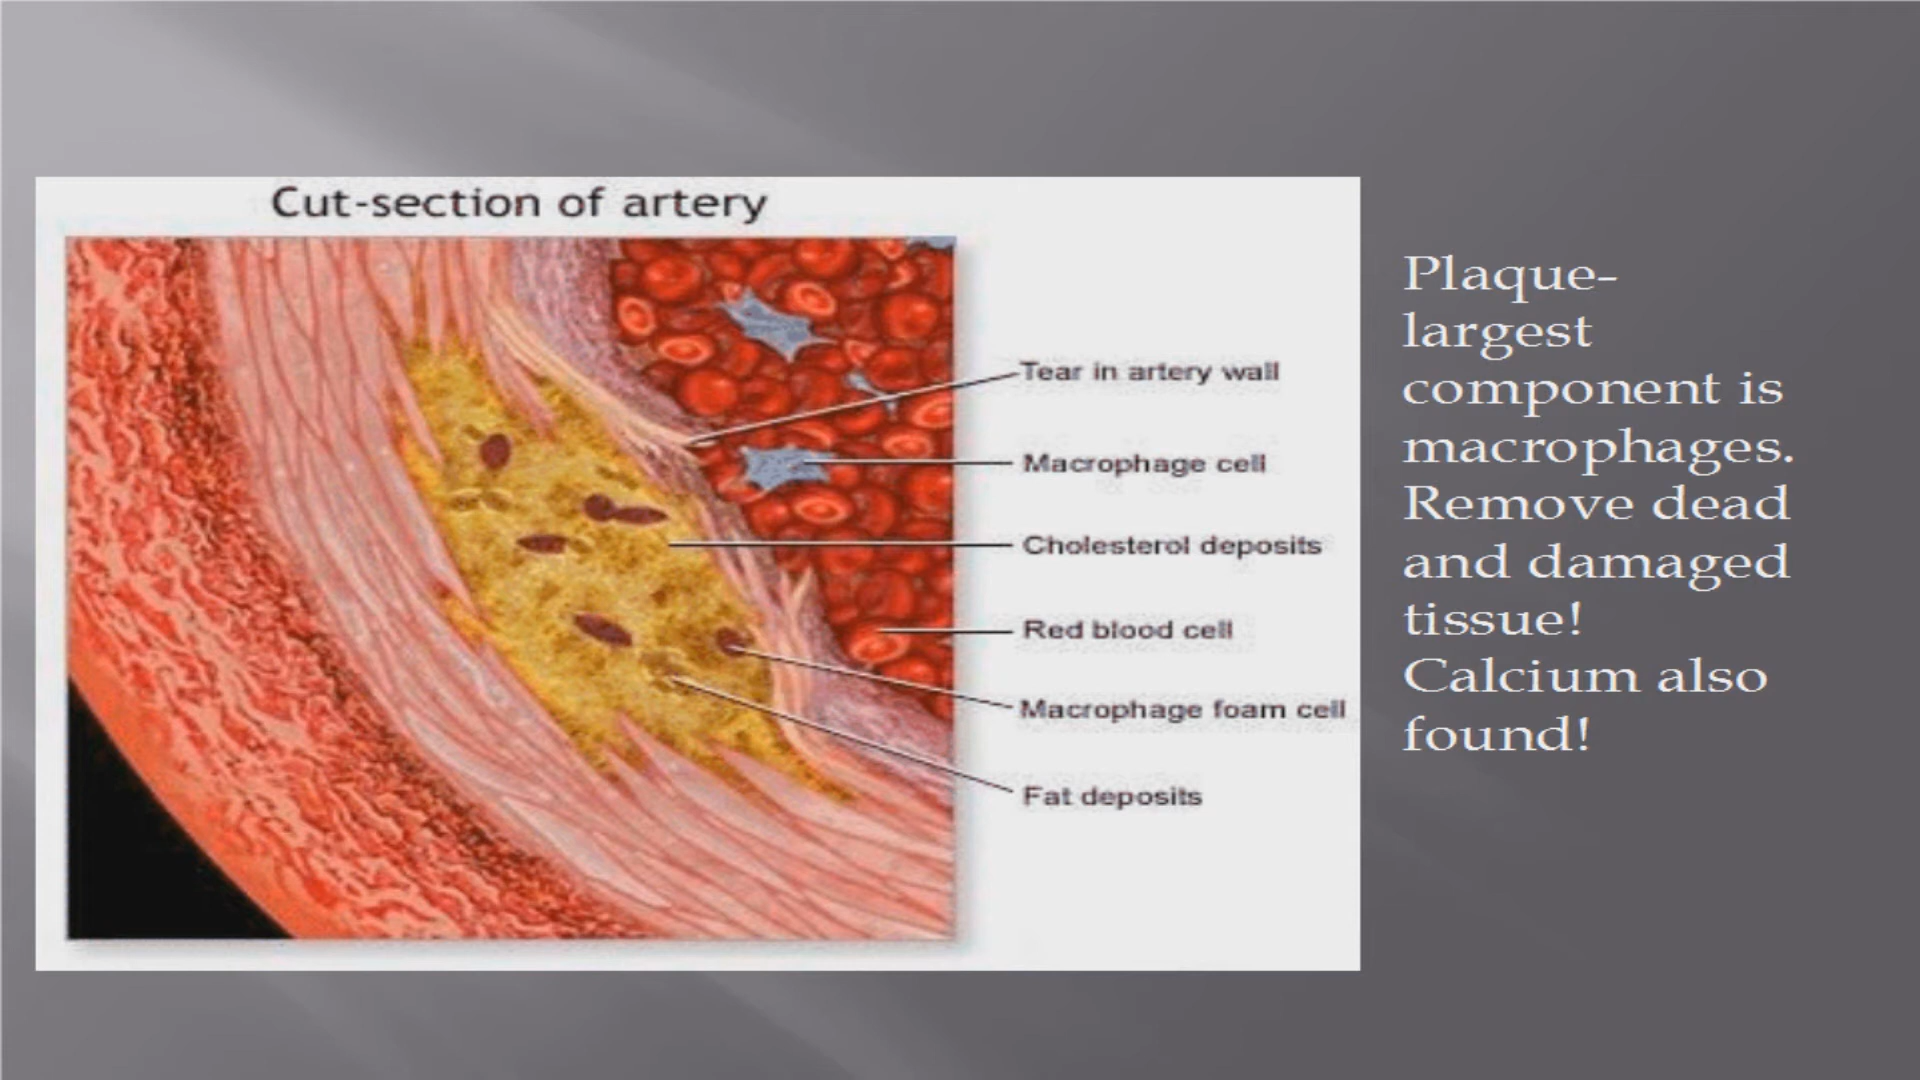 Cut-section of artery
Tear in artery wall
Macrophage cell
Cholesterol deposits
Red blood cell
Macrophage foam cell
Fat deposits
Plaque-
largest
component is
macrophages.
Remove dead
and damaged
tissue!
Calcium also
found!